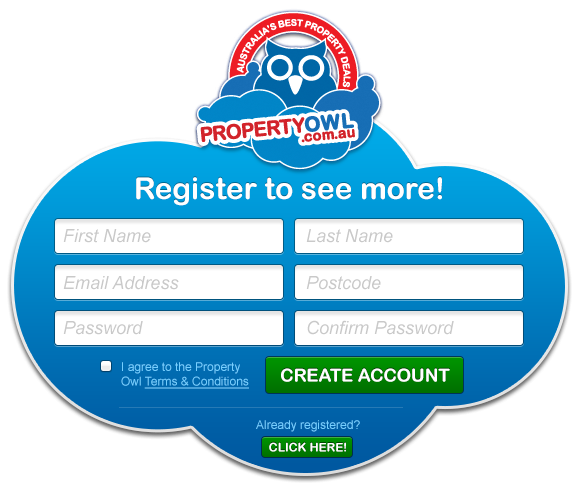 AUSTRALIA'S BEST PROPERTY DEALS
PROPERTYOWL
.com.au
Register to see more!
First Name
Last Name
Email Address
Postcode
Password
Confirm Password
I agree to the Property
Owl Terms & Conditions
CREATE ACCOUNT
Already registered?
CLICK HERE!